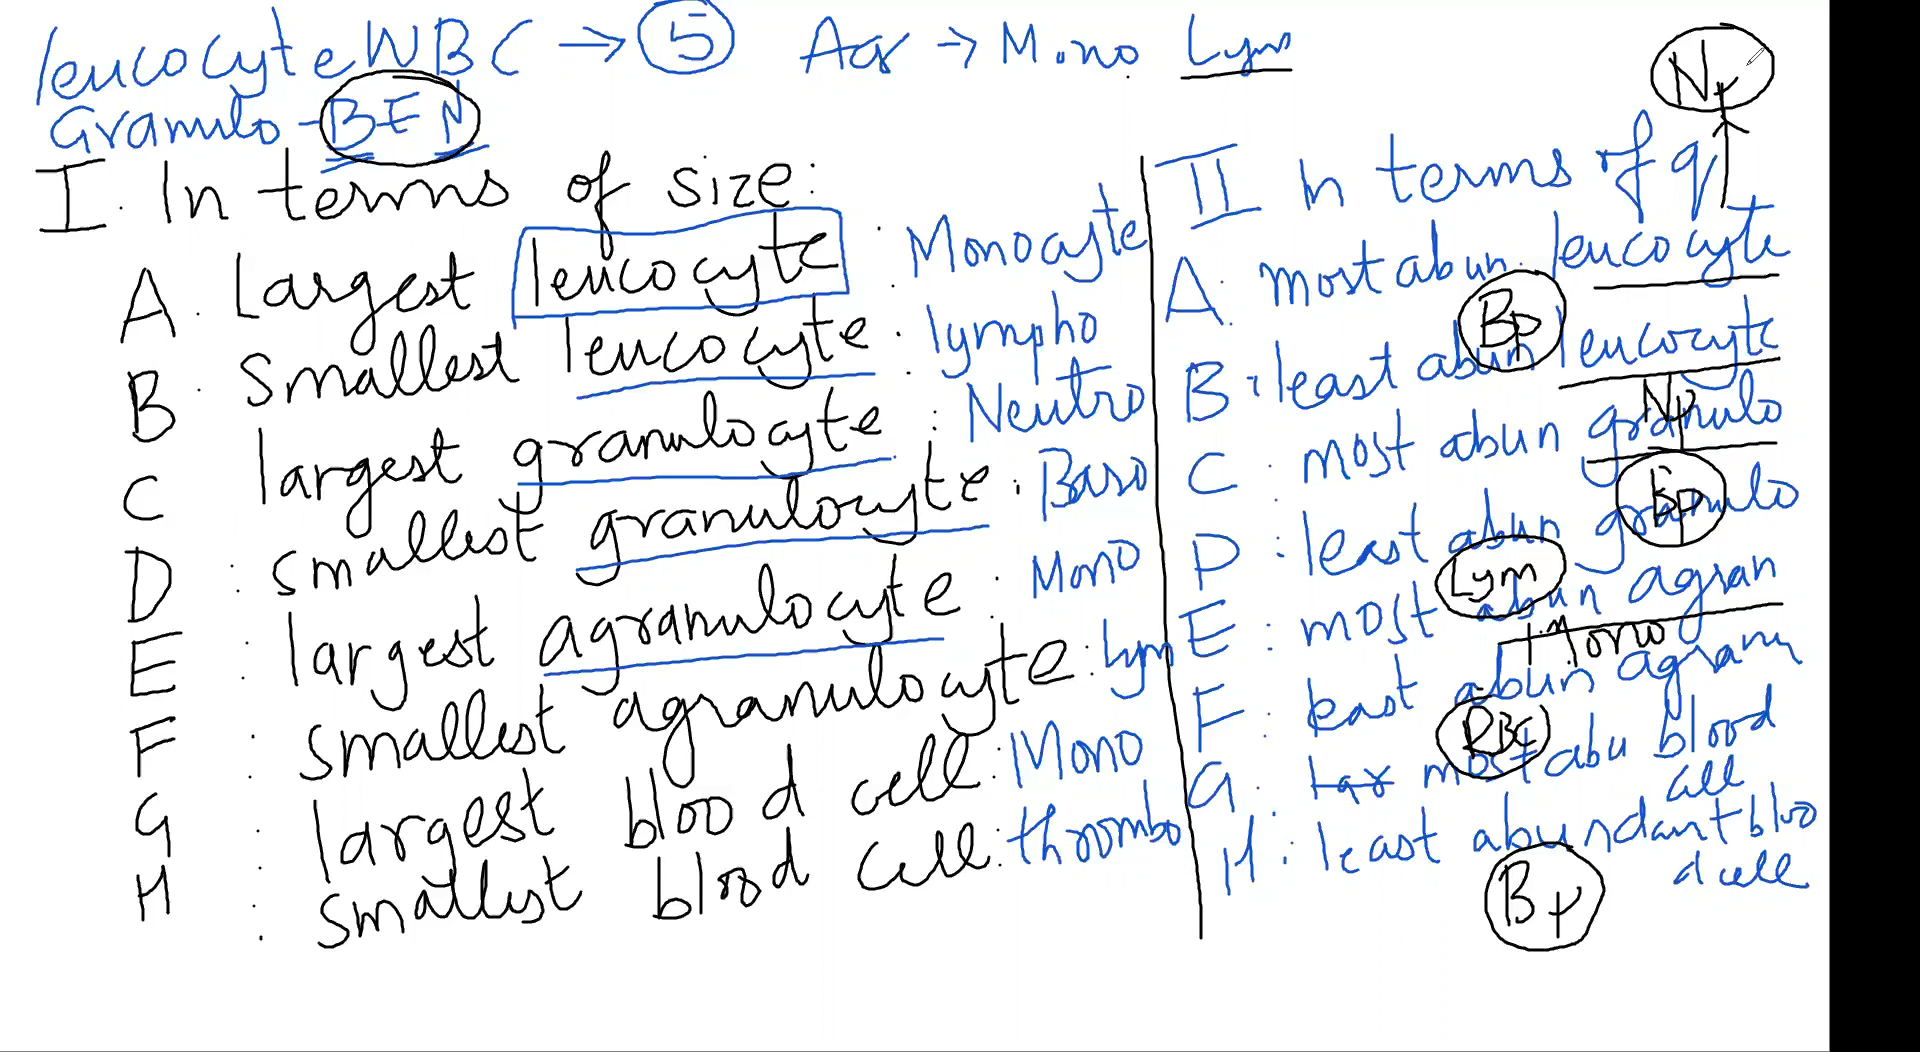 leucocyte WBC → 5 Agr → Mono Lym
Granulo - BEN
I. In terms of size:
A. Largest leucocyte : Monocyte
B. Smallest leucocyte : lympho
C largest granulocyte : Neutro
D : smallest granulocyte : Baso
E : largest agranulocyte : Mono
F : smallest agranulocyte : Lym
G : largest blood cell : Mono
H : smallest blood cell : thrombo
Np
II In terms of q
A. most abun. leucocyte
Bp
B : least abun leucocyte
Np
C : most abun granulo
Bp
D : least abun granulo
Lym
E : most abun agran
Mono
F : least abun agranu
RBC
G : most abu blood
cell
H : least abundant bloo
d cell
Bp